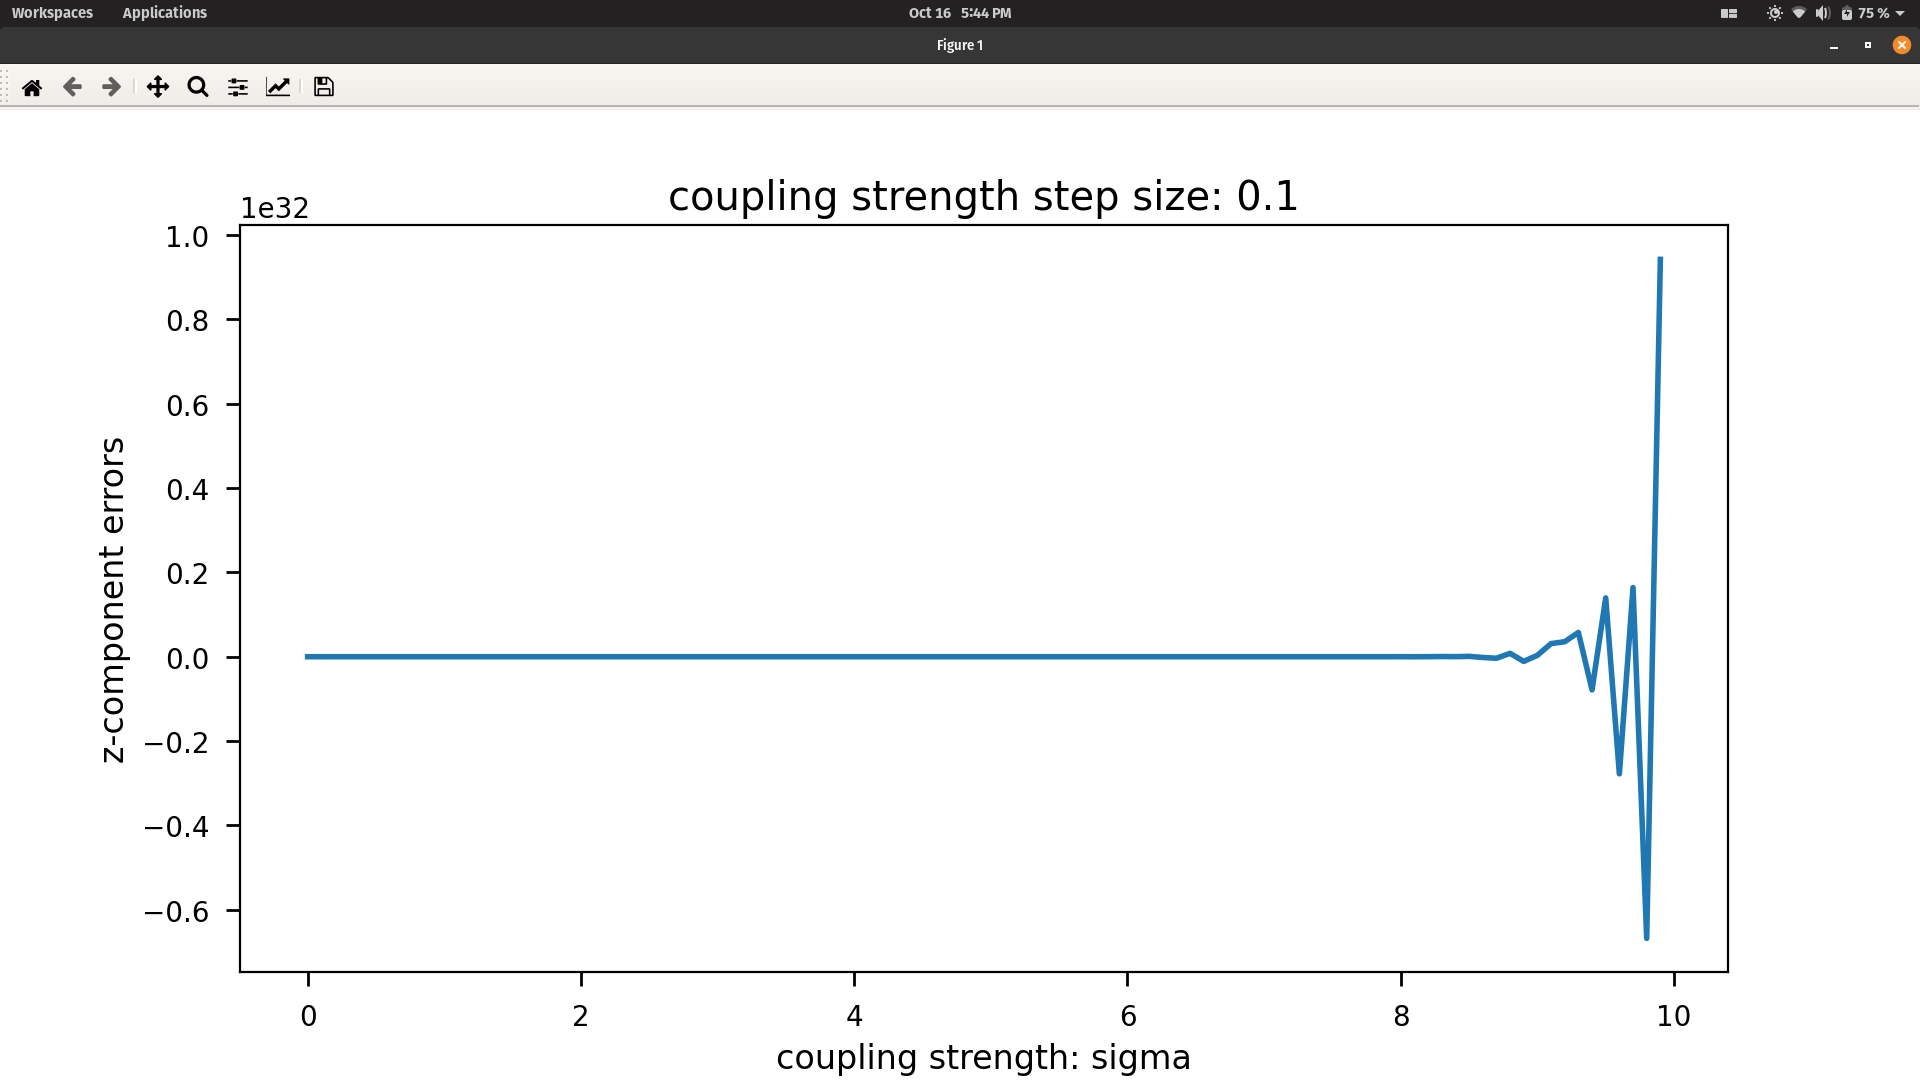 Workspaces Applications Oct 16 5:44 PM 75 %
Figure 1
coupling strength step size: 0.1
1e32
1.0
0.8
0.6
0.4
0.2
0.0
−0.2
−0.4
−0.6
z-component errors
0 2 4 6 8 10
coupling strength: sigma